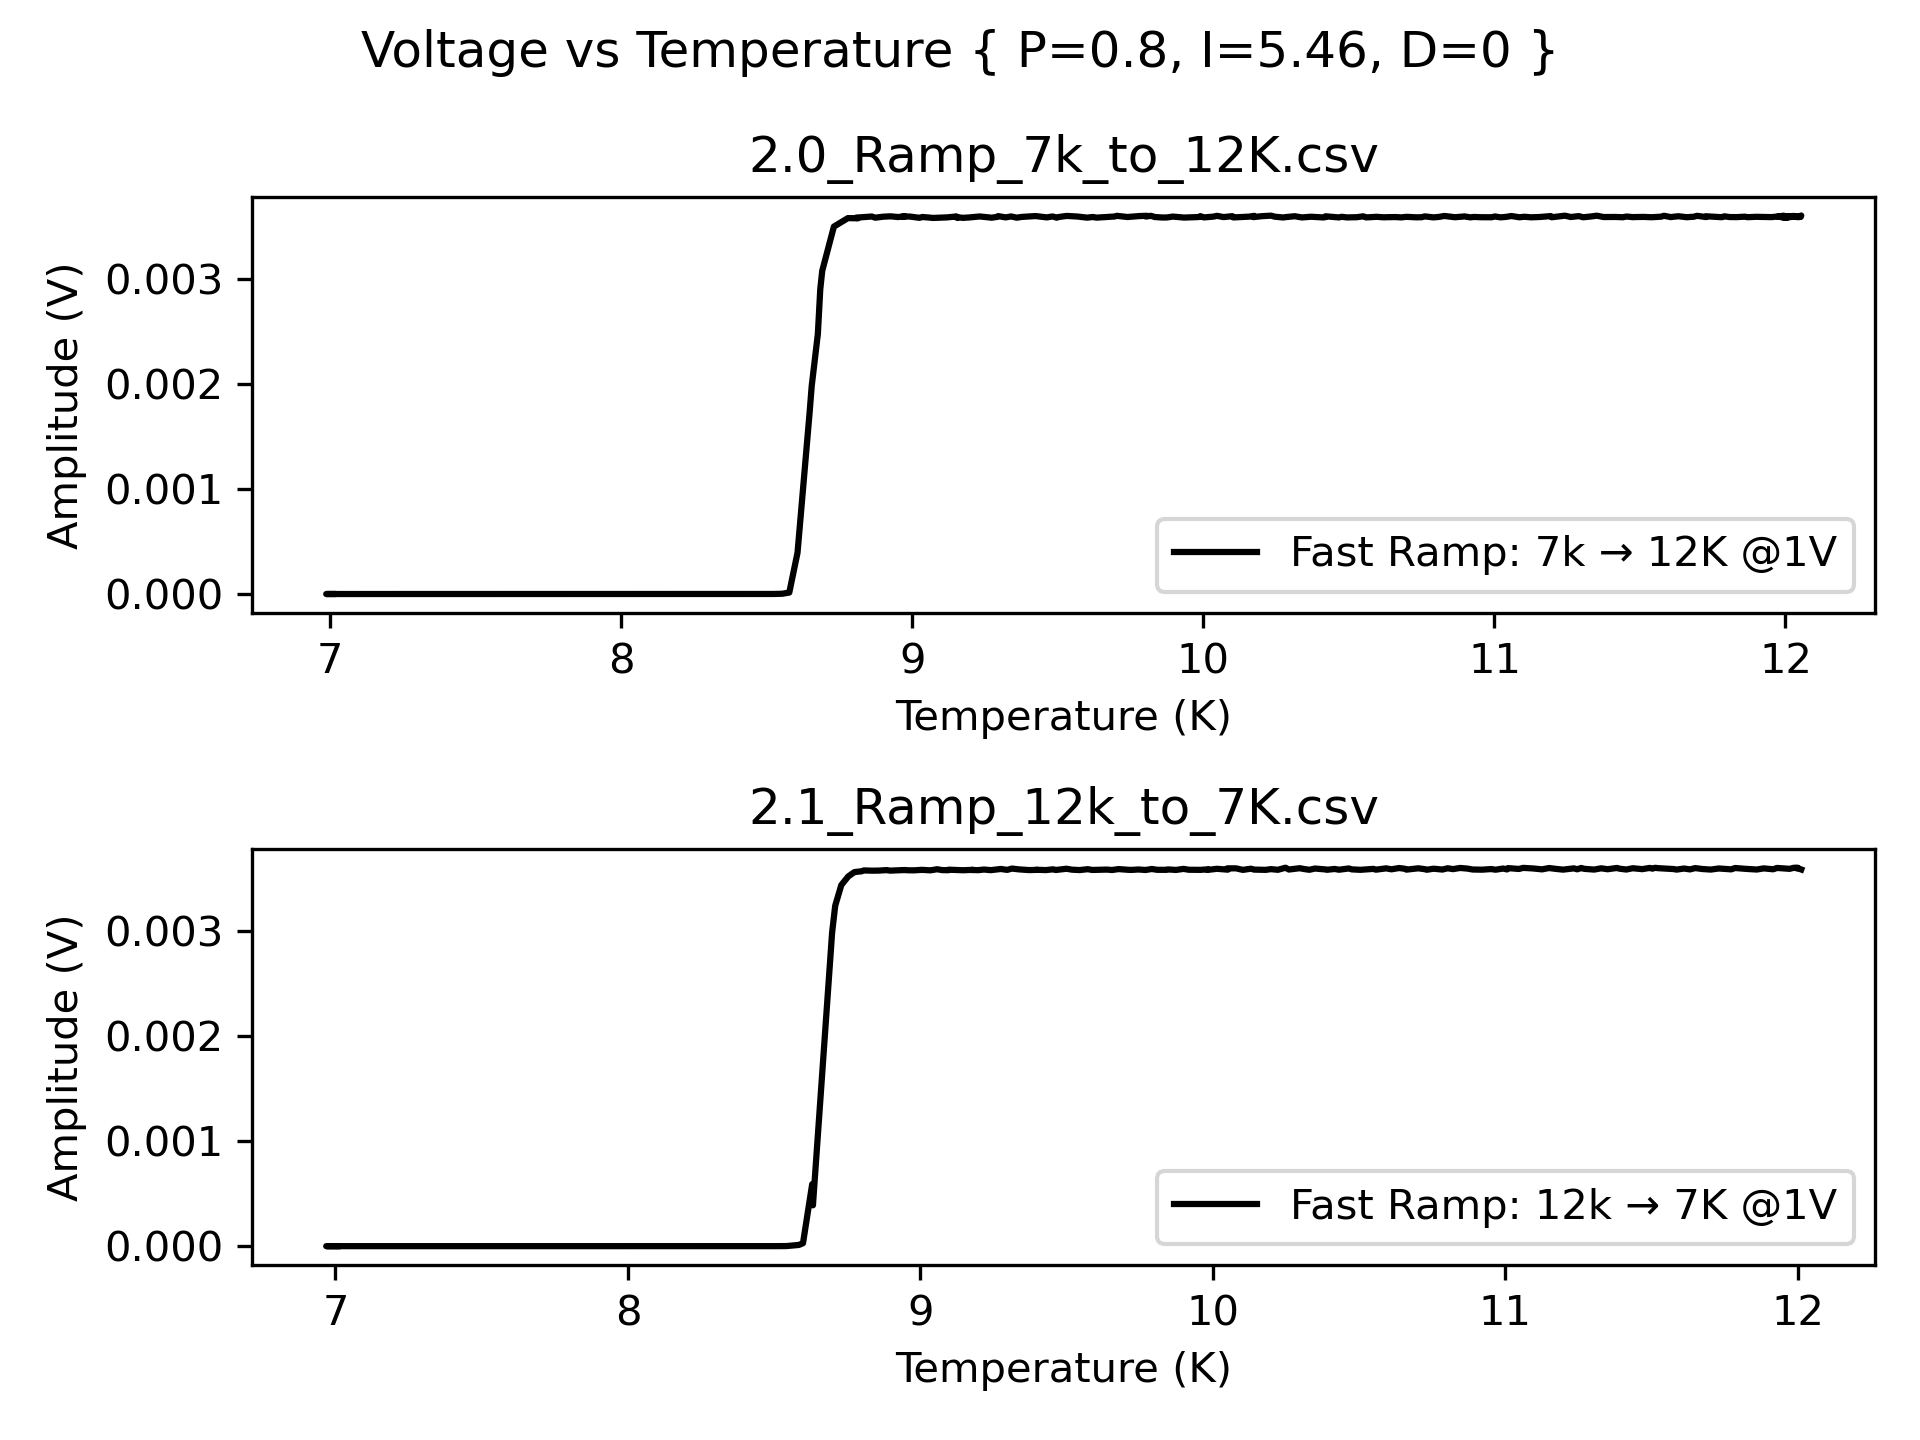 Voltage vs Temperature { P=0.8, I=5.46, D=0 }
2.0_Ramp_7k_to_12K.csv
Amplitude (V)
0.003
0.002
0.001
0.000
Fast Ramp: 7k → 12K @1V
7 8 9 10 11 12
Temperature (K)
2.1_Ramp_12k_to_7K.csv
Amplitude (V)
0.003
0.002
0.001
0.000
Fast Ramp: 12k → 7K @1V
7 8 9 10 11 12
Temperature (K)